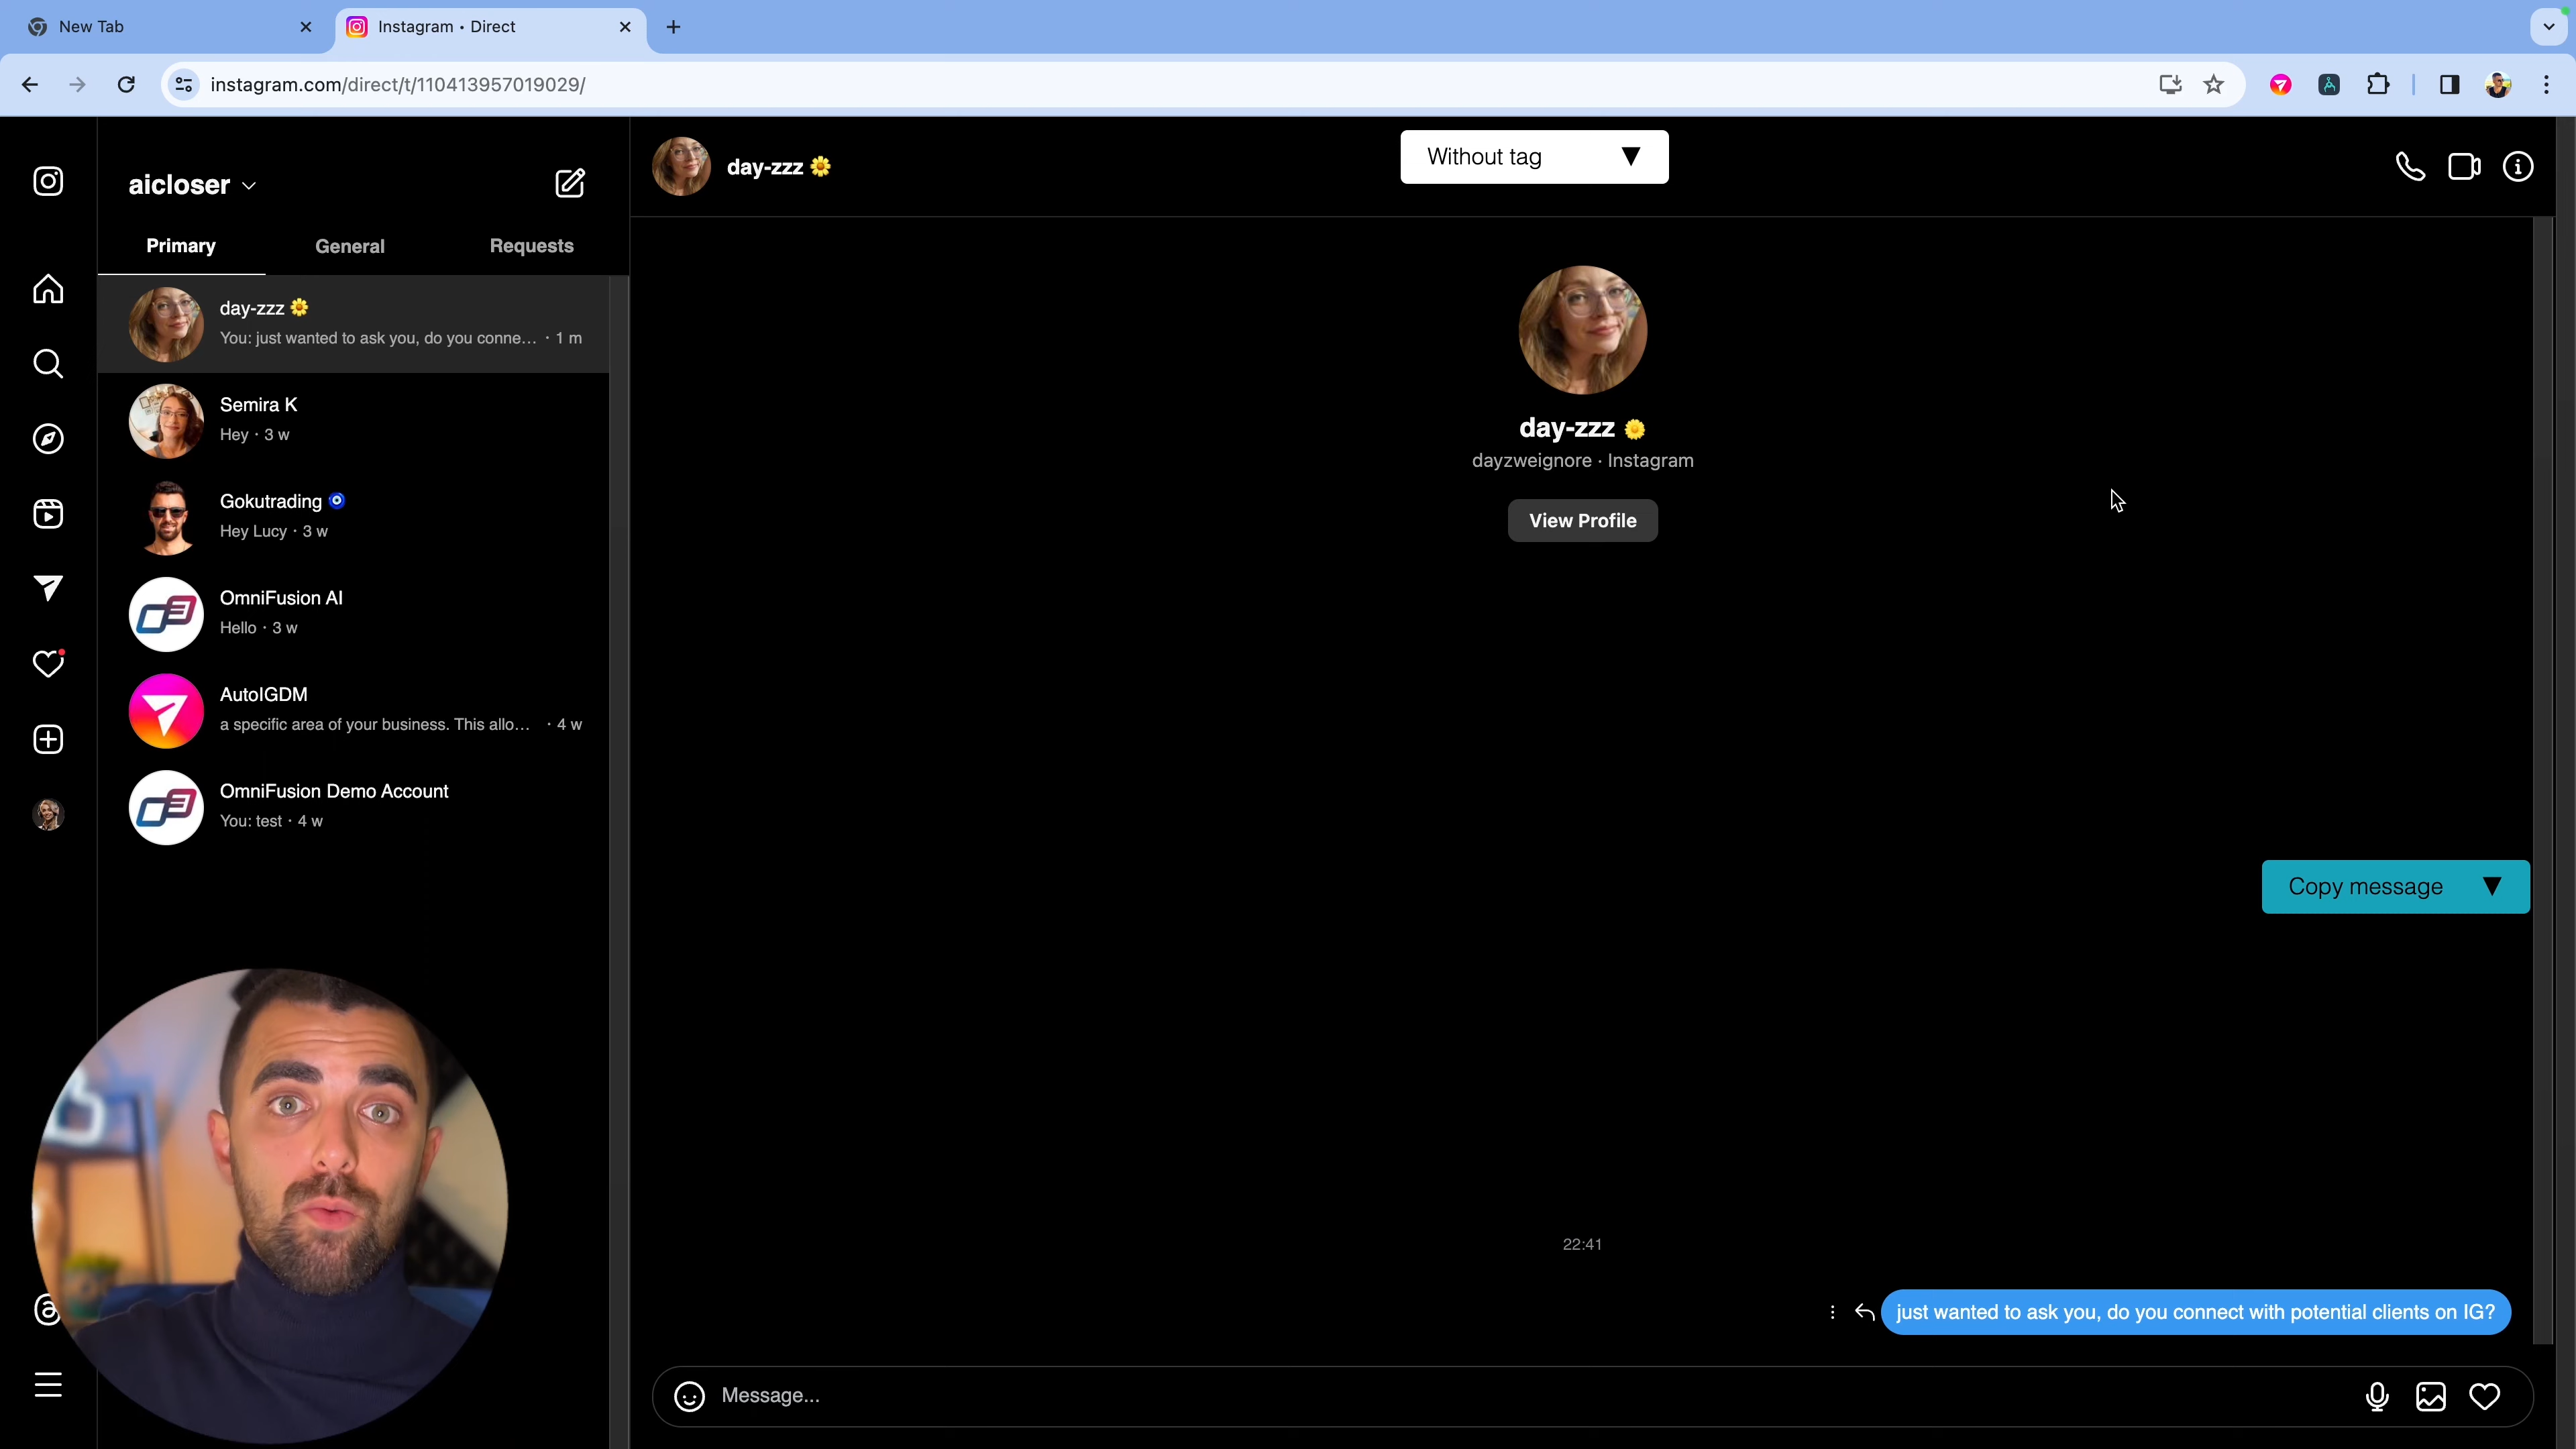 New Tab
Instagram • Direct
instagram.com/direct/t/110413957019029/
aicloser
Primary General Requests
day-zzz 🌼
You: just wanted to ask you, do you conne... · 1 m
Semira K
Hey · 3 w
Gokutrading 🧿
Hey Lucy · 3 w
OmniFusion AI
Hello · 3 w
AutoIGDM
a specific area of your business. This allo... · 4 w
OmniFusion Demo Account
You: test · 4 w
day-zzz 🌼
Without tag ▼
day-zzz 🌼
dayzweignore · Instagram
View Profile
Copy message ▼
22:41
just wanted to ask you, do you connect with potential clients on IG?
Message...